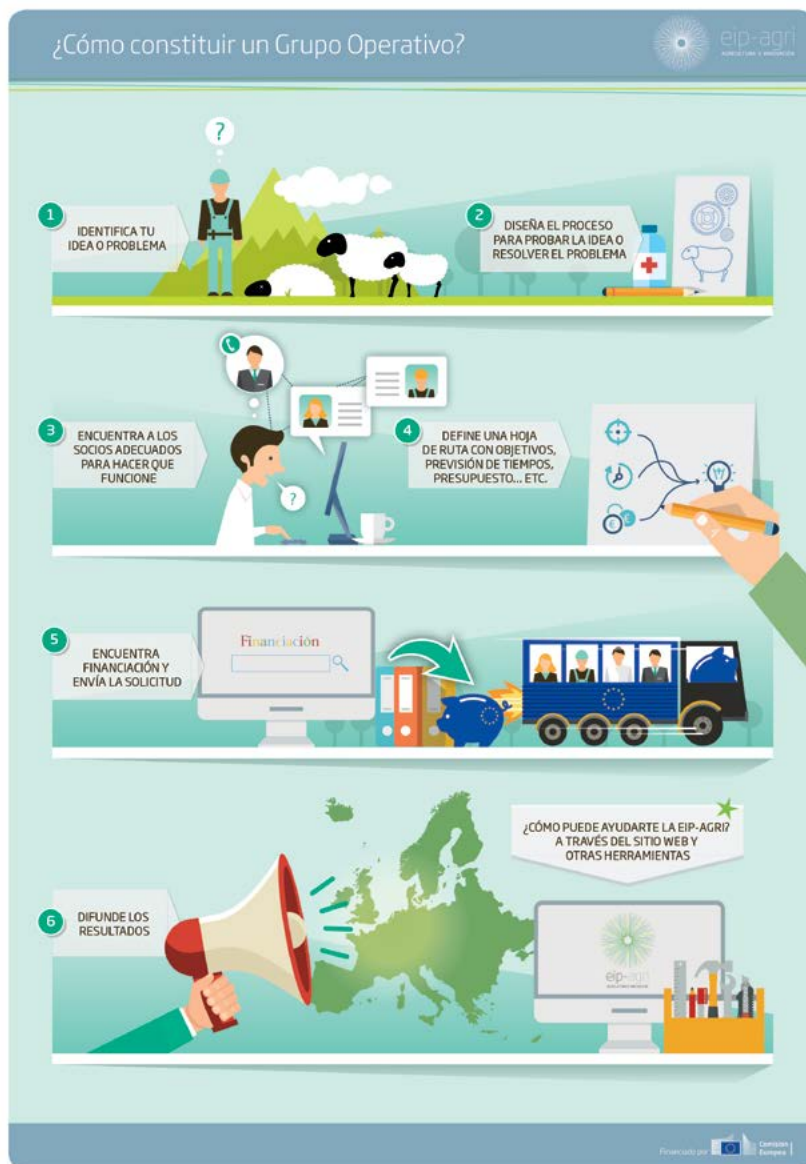 ¿Cómo constituir un Grupo Operativo?
eip-agri
AGRICULTURA E INNOVACIÓN
?
1
IDENTIFICA TU
IDEA O PROBLEMA
2
DISEÑA EL PROCESO
PARA PROBAR LA IDEA O
RESOLVER EL PROBLEMA
3
ENCUENTRA A LOS
SOCIOS ADECUADOS
PARA HACER QUE
FUNCIONE
?
4
DEFINE UNA HOJA
DE RUTA CON OBJETIVOS,
PREVISIÓN DE TIEMPOS,
PRESUPUESTO... ETC.
€ €
5
ENCUENTRA
FINANCIACIÓN Y
ENVÍA LA SOLICITUD
Financiación
¿CÓMO PUEDE AYUDARTE LA EIP-AGRI?
A TRAVÉS DEL SITIO WEB Y
OTRAS HERRAMIENTAS
6
DIFUNDE LOS
RESULTADOS
eip-agri
Financiado por
Comisión
Europea